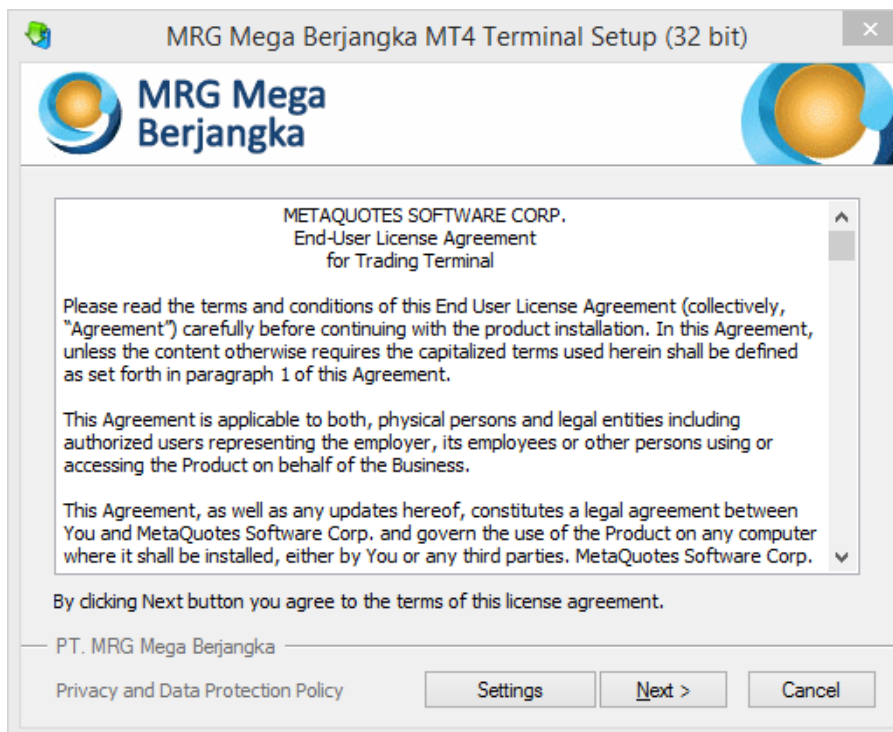 MRG Mega Berjangka MT4 Terminal Setup (32 bit)
MRG Mega
Berjangka
METAQUOTES SOFTWARE CORP.
End-User License Agreement
for Trading Terminal
Please read the terms and conditions of this End User License Agreement (collectively,
“Agreement”) carefully before continuing with the product installation. In this Agreement,
unless the content otherwise requires the capitalized terms used herein shall be defined
as set forth in paragraph 1 of this Agreement.
This Agreement is applicable to both, physical persons and legal entities including
authorized users representing the employer, its employees or other persons using or
accessing the Product on behalf of the Business.
This Agreement, as well as any updates hereof, constitutes a legal agreement between
You and MetaQuotes Software Corp. and govern the use of the Product on any computer
where it shall be installed, either by You or any third parties. MetaQuotes Software Corp.
By clicking Next button you agree to the terms of this license agreement.
PT. MRG Mega Berjangka
Privacy and Data Protection Policy
Settings
Next >
Cancel